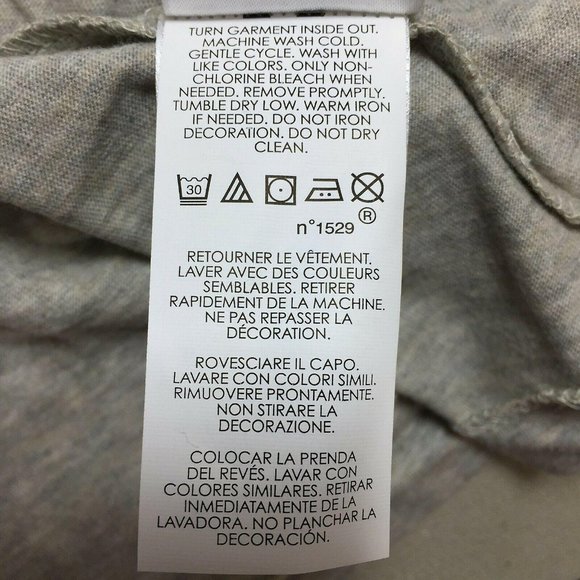 TURN GARMENT INSIDE OUT.
MACHINE WASH COLD.
GENTLE CYCLE. WASH WITH
LIKE COLORS. ONLY NON-
CHLORINE BLEACH WHEN
NEEDED. REMOVE PROMPTLY.
TUMBLE DRY LOW. WARM IRON
IF NEEDED. DO NOT IRON
DECORATION. DO NOT DRY
CLEAN.
30
n°1529 ®
RETOURNER LE VÊTEMENT.
LAVER AVEC DES COULEURS
SEMBLABLES. RETIRER
RAPIDEMENT DE LA MACHINE.
NE PAS REPASSER LA
DÉCORATION.
ROVESCIARE IL CAPO.
LAVARE CON COLORI SIMILI.
RIMUOVERE PRONTAMENTE.
NON STIRARE LA
DECORAZIONE.
COLOCAR LA PRENDA
DEL REVÉS. LAVAR CON
COLORES SIMILARES. RETIRAR
INMEDIATAMENTE DE LA
LAVADORA. NO PLANCHAR LA
DECORACIÓN.